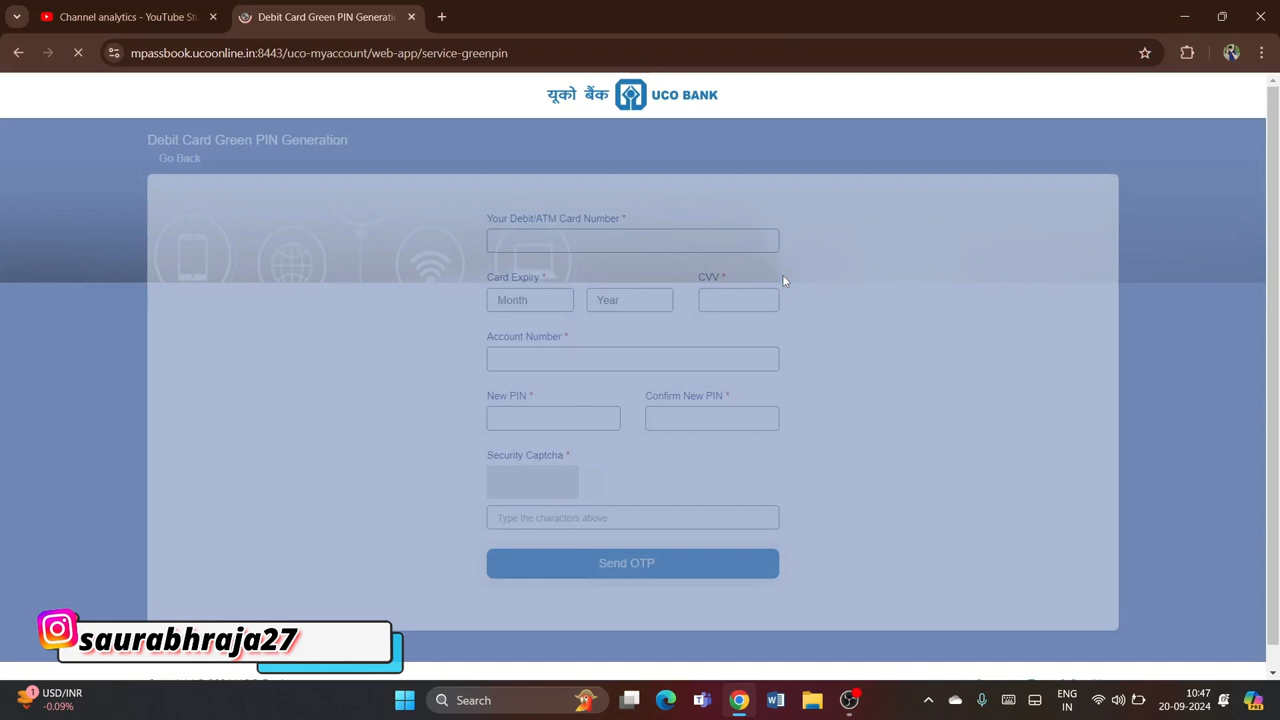 Channel analytics - YouTube St
Debit Card Green PIN Generati
mpassbook.ucoonline.in:8443/uco-myaccount/web-app/service-greenpin
यूको बैंक UCO BANK
Debit Card Green PIN Generation
Go Back
Your Debit/ATM Card Number *
Card Expiry * CVV *
Month Year
Account Number *
New PIN * Confirm New PIN *
Security Captcha *
Type the characters above
Send OTP
saurabhraja27
1 USD/INR
-0.09%
Search
ENG
IN
10:47
20-09-2024